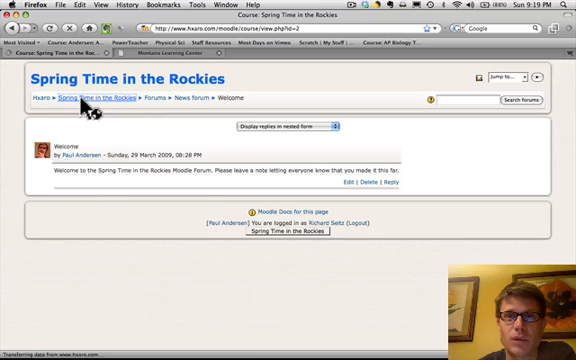 Firefox File Edit View History Bookmarks Tools Window Help Sun 9:19 PM
Course: Spring Time in the Rockies
http://www.hxaro.com/moodle/course/view.php?id=2
Most Visited Course: Andersen: A... PowerTeacher Physical Sci Staff Resources Most Days on Vimeo Search Course: AP Biology
Course: Spring Time in the Roc... Montana Learning Center
Spring Time in the Rockies
Jump to...
Hxaro ► Spring Time in the Rockies ► Forums ► News forum ► Welcome
Search forums
Display replies in nested form
Welcome
by Paul Andersen - Sunday, 29 March 2009, 08:28 PM
Welcome to the Spring Time in the Rockies Moodle Forum. Please leave a note letting everyone know that you made it this far.
Edit | Delete | Reply
Moodle Docs for this page
[Paul Andersen] You are logged in as Richard Seitz (Logout)
Spring Time in the Rockies
Transferring data from www.hxaro.com...